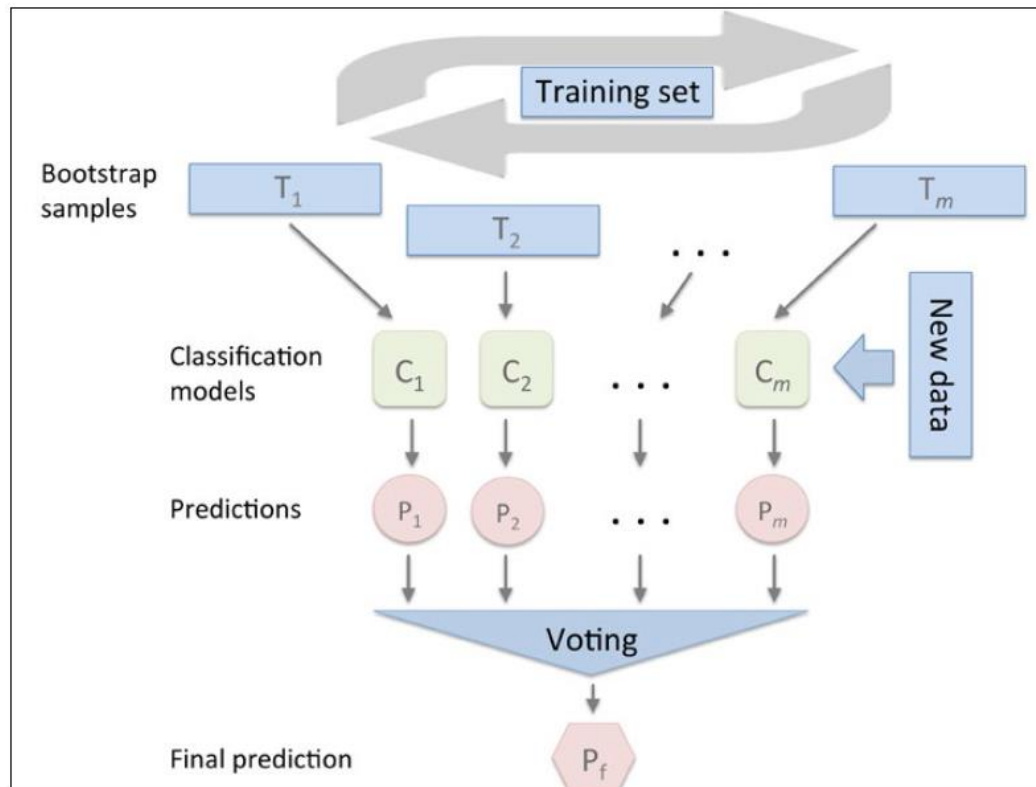 Training set
Bootstrap
samples
T1
T2
Tm
. . .
New data
Classification
models
C1
C2
. . .
Cm
Predictions
P1
P2
. . .
Pm
Voting
Final prediction
Pf